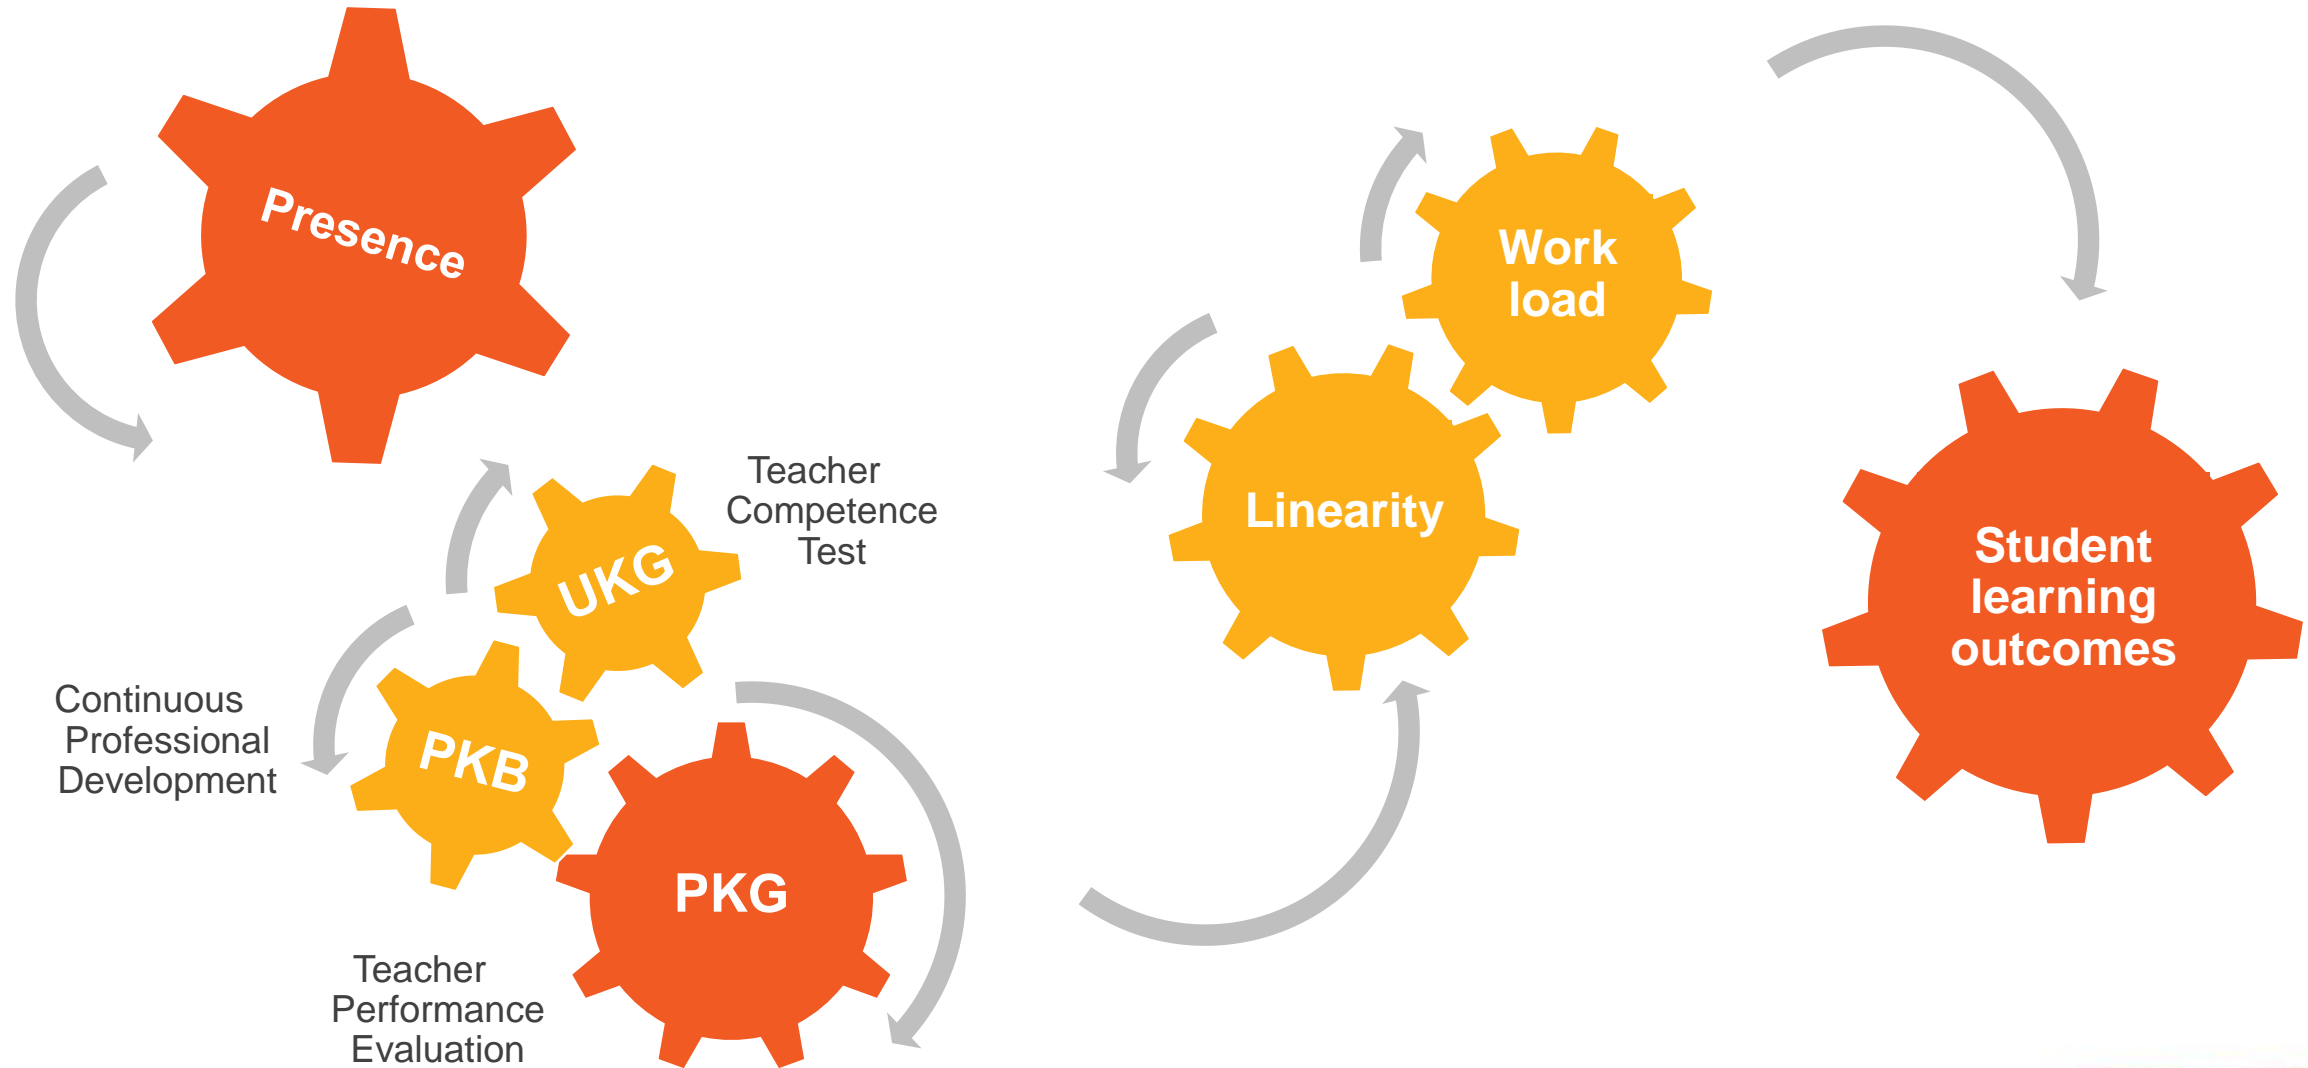 Presence
UKG
Teacher
Competence
Test
PKB
Continuous
Professional
Development
PKG
Teacher
Performance
Evaluation
Linearity
Work
load
Student
learning
outcomes